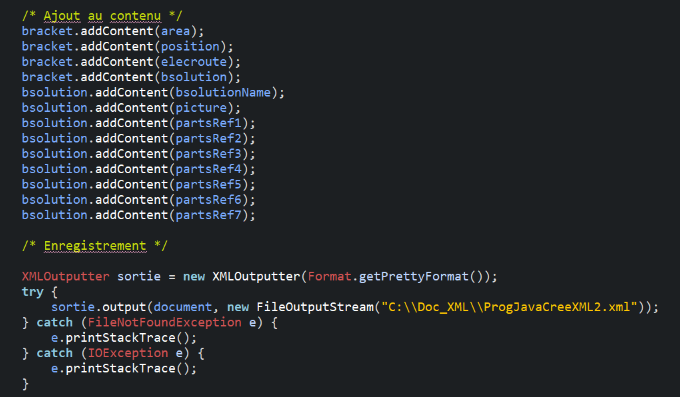 /* Ajout au contenu */
bracket.addContent(area);
bracket.addContent(position);
bracket.addContent(elecroute);
bracket.addContent(bsolution);
bsolution.addContent(bsolutionName);
bsolution.addContent(picture);
bsolution.addContent(partsRef1);
bsolution.addContent(partsRef2);
bsolution.addContent(partsRef3);
bsolution.addContent(partsRef4);
bsolution.addContent(partsRef5);
bsolution.addContent(partsRef6);
bsolution.addContent(partsRef7);
/* Enregistrement */
XMLOutputter sortie = new XMLOutputter(Format.getPrettyFormat());
try {
sortie.output(document, new FileOutputStream("C:\\Doc_XML\\ProgJavaCreeXML2.xml"));
} catch (FileNotFoundException e) {
e.printStackTrace();
} catch (IOException e) {
e.printStackTrace();
}